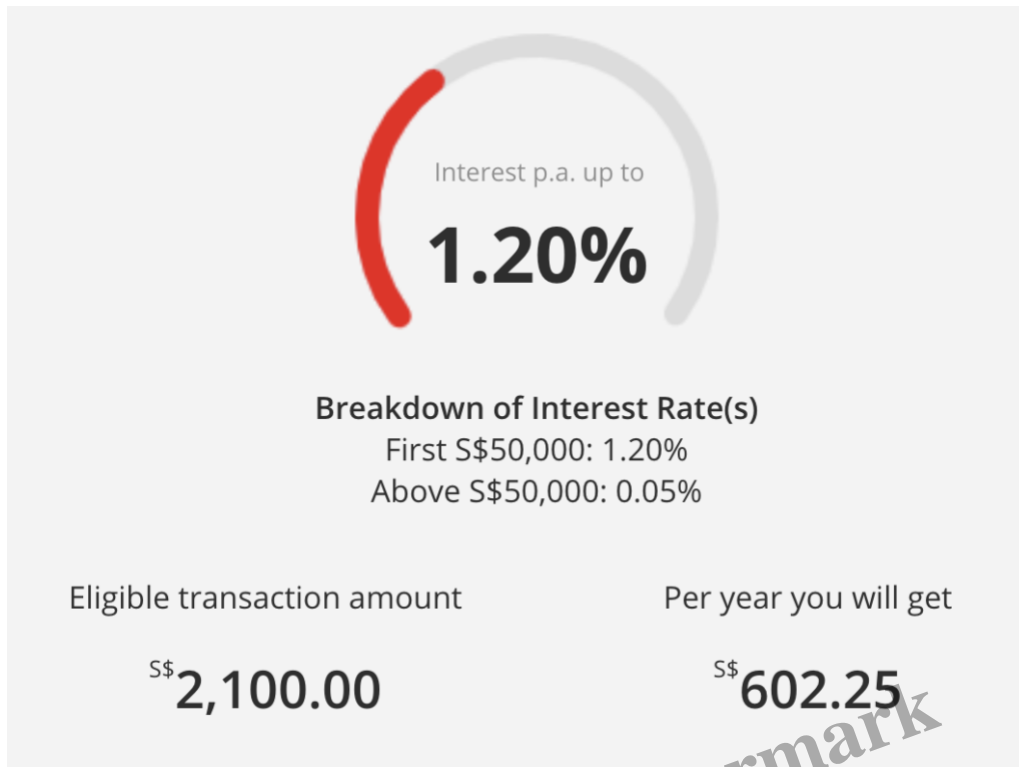 Interest p.a. up to
1.20%
Breakdown of Interest Rate(s)
First S$50,000: 1.20%
Above S$50,000: 0.05%
Eligible transaction amount
Per year you will get
S$2,100.00
S$602.25